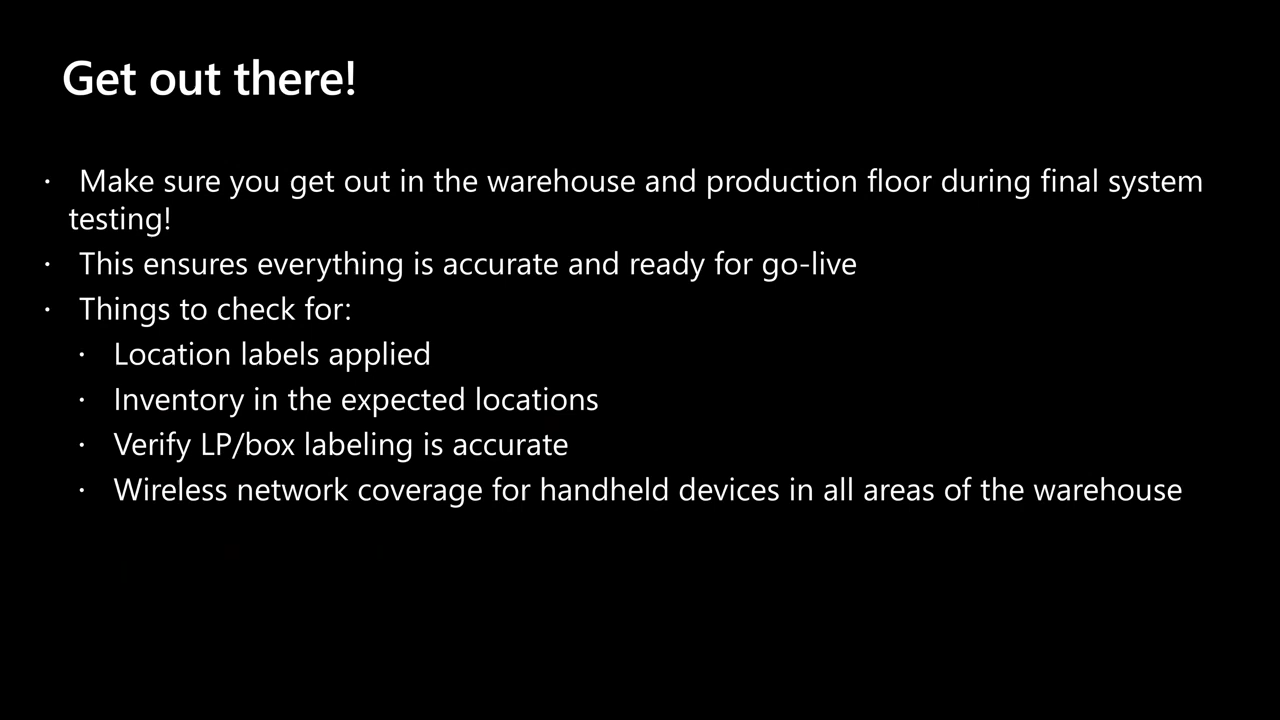 Get out there!
· Make sure you get out in the warehouse and production floor during final system
testing!
· This ensures everything is accurate and ready for go-live
· Things to check for:
· Location labels applied
· Inventory in the expected locations
· Verify LP/box labeling is accurate
· Wireless network coverage for handheld devices in all areas of the warehouse